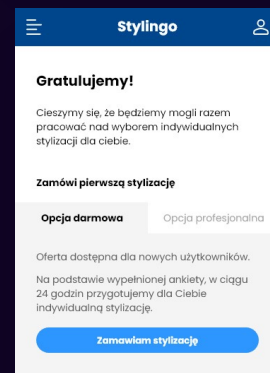 Stylingo
Gratulujemy!
Cieszymy się, że będziemy mogli razem
pracować nad wyborem indywidualnych
stylizacji dla ciebie.
Zamówi pierwszą stylizację
Opcja darmowa Opcja profesjonalna
Oferta dostępna dla nowych użytkowników.
Na podstawie wypełnionej ankiety, w ciągu
24 godzin przygotujemy dla Ciebie
indywidualną stylizację.
Zamawiam stylizację